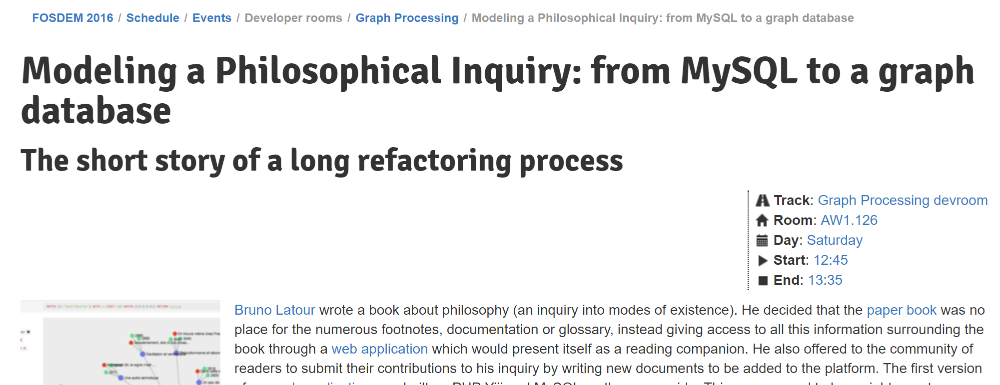 FOSDEM 2016 / Schedule / Events / Developer rooms / Graph Processing / Modeling a Philosophical Inquiry: from MySQL to a graph database
Modeling a Philosophical Inquiry: from MySQL to a graph
database
The short story of a long refactoring process
Track: Graph Processing devroom
Room: AW1.126
Day: Saturday
Start: 12:45
End: 13:35
Bruno Latour wrote a book about philosophy (an inquiry into modes of existence). He decided that the paper book was no
place for the numerous footnotes, documentation or glossary, instead giving access to all this information surrounding the
book through a web application which would present itself as a reading companion. He also offered to the community of
readers to submit their contributions to his inquiry by writing new documents to be added to the platform. The first version
Une autre sémiotique